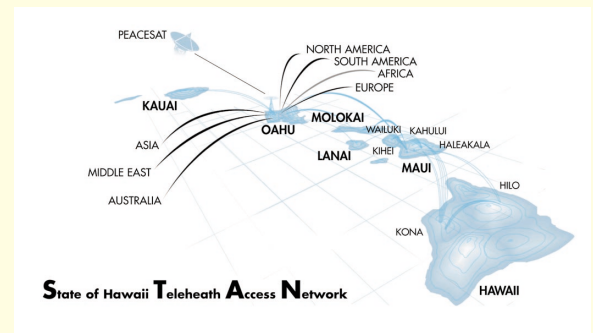 PEACESAT
NORTH AMERICA
SOUTH AMERICA
AFRICA
EUROPE
KAUAI
OAHU
MOLOKAI
WAILUKI
KAHULUI
ASIA
LANAI
KIHEI
HALEAKALA
MAUI
MIDDLE EAST
HILO
AUSTRALIA
KONA
HAWAII
State of Hawaii Teleheath Access Network